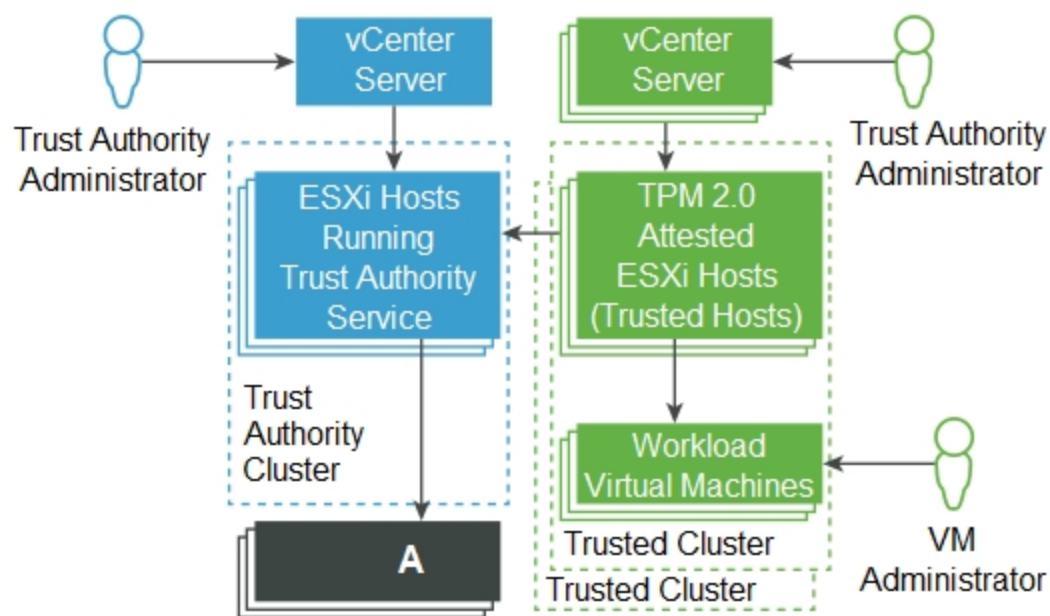 vCenter
Server
vCenter
Server
Trust Authority
Administrator
Trust Authority
Administrator
ESXi Hosts
Running
Trust Authority
Service
TPM 2.0
Attested
ESXi Hosts
(Trusted Hosts)
Trust
Authority
Cluster
Workload
Virtual Machines
A
Trusted Cluster
Trusted Cluster
VM
Administrator